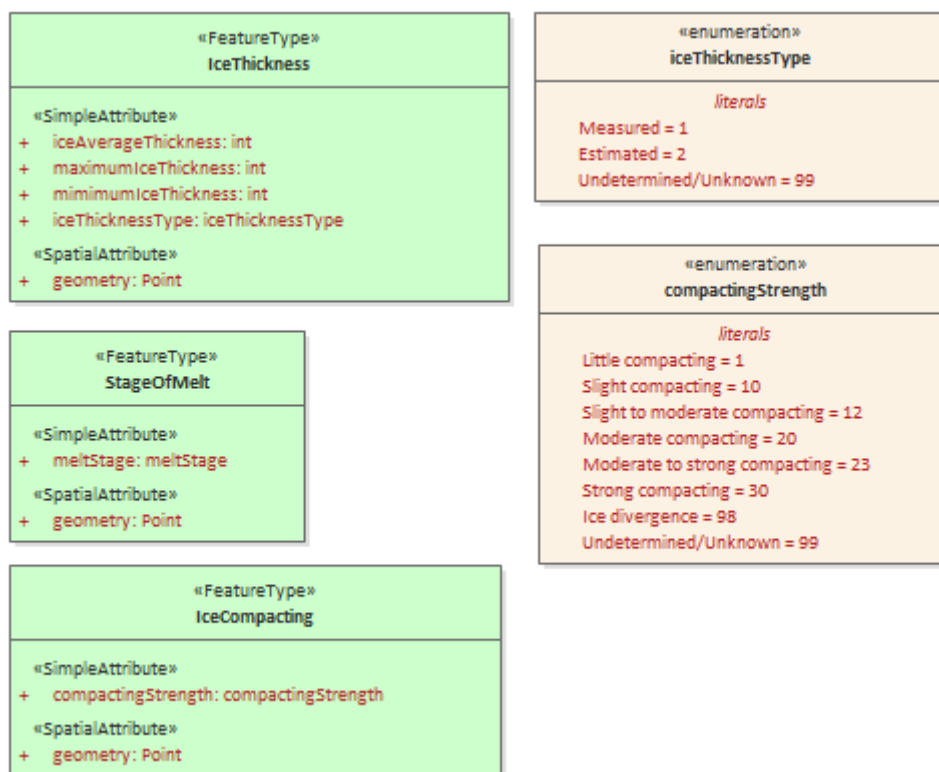 «FeatureType»
IceThickness
«SimpleAttribute»
+ iceAverageThickness: int
+ maximumIceThickness: int
+ mimimumIceThickness: int
+ iceThicknessType: iceThicknessType
«SpatialAttribute»
+ geometry: Point
«FeatureType»
StageOfMelt
«SimpleAttribute»
+ meltStage: meltStage
«SpatialAttribute»
+ geometry: Point
«FeatureType»
IceCompacting
«SimpleAttribute»
+ compactingStrength: compactingStrength
«SpatialAttribute»
+ geometry: Point
«enumeration»
iceThicknessType
literals
Measured = 1
Estimated = 2
Undetermined/Unknown = 99
«enumeration»
compactingStrength
literals
Little compacting = 1
Slight compacting = 10
Slight to moderate compacting = 12
Moderate compacting = 20
Moderate to strong compacting = 23
Strong compacting = 30
Ice divergence = 98
Undetermined/Unknown = 99